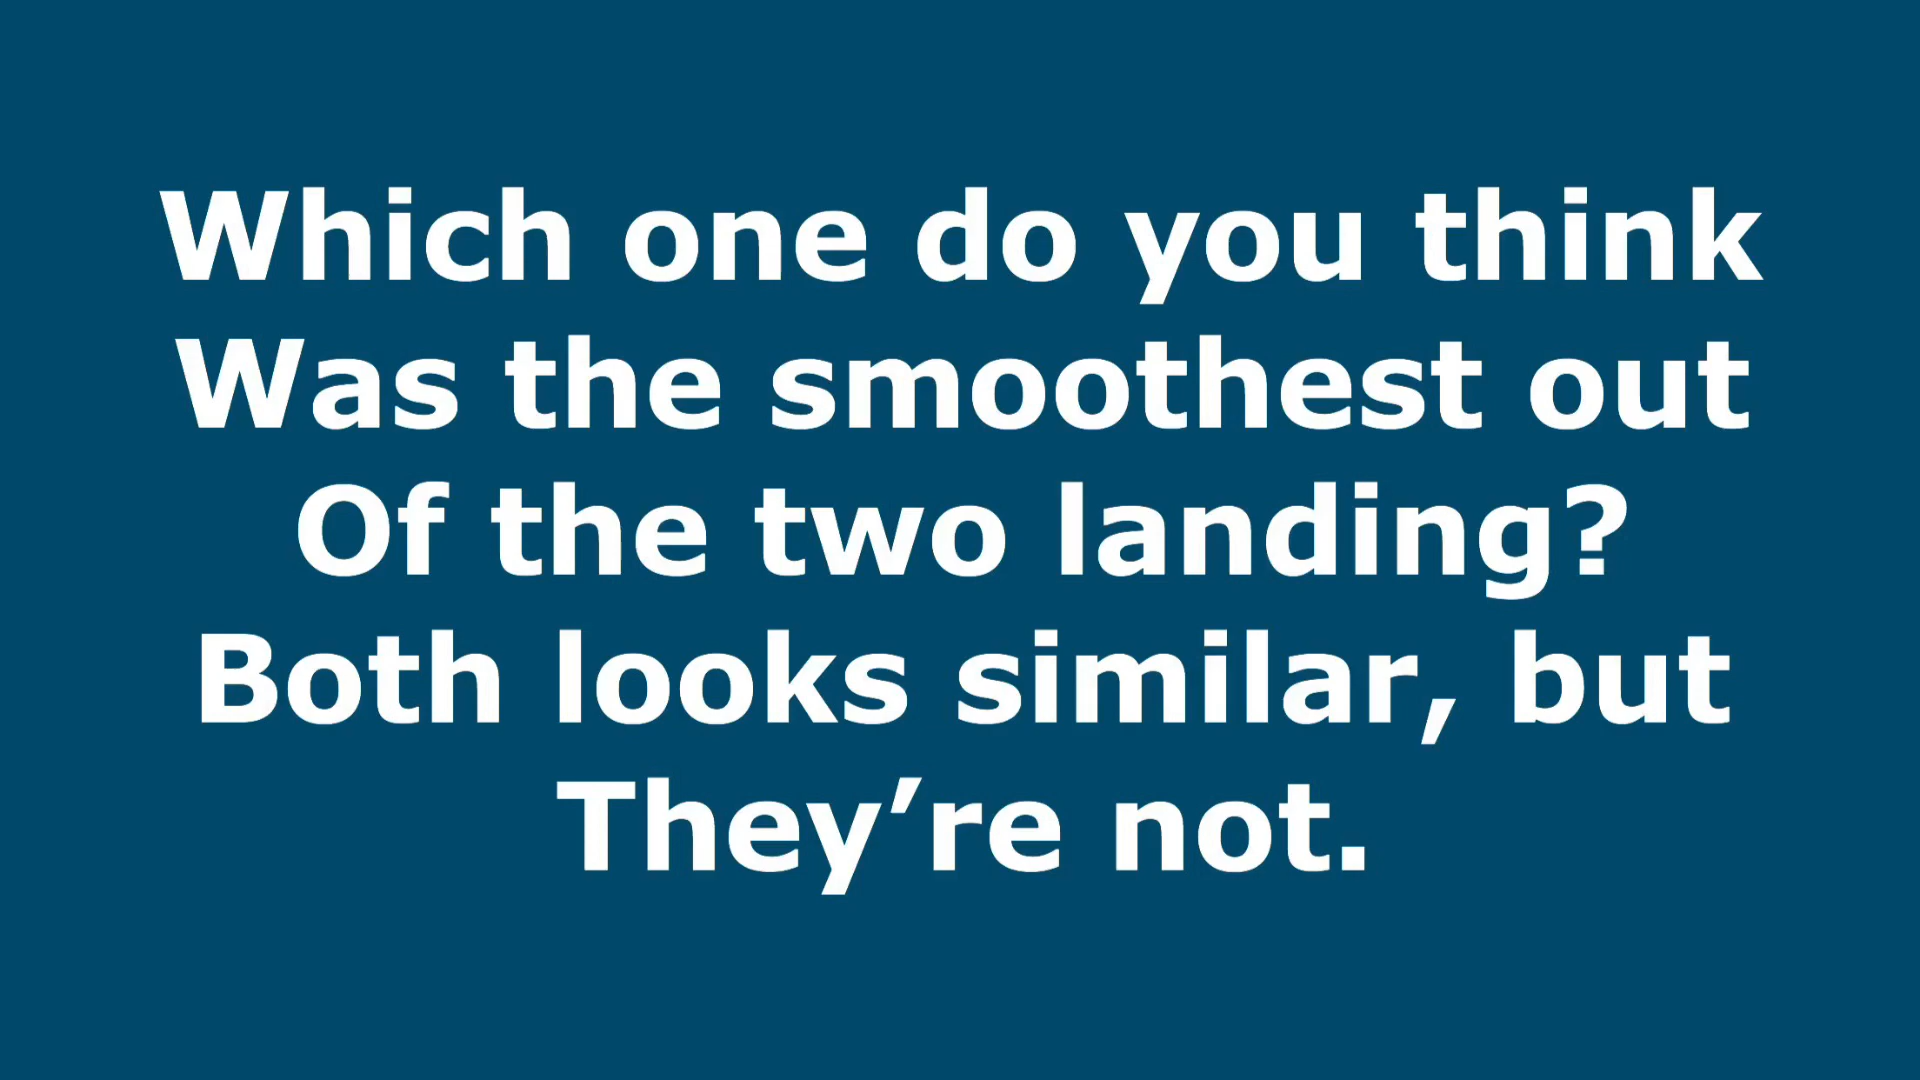 Which one do you think
Was the smoothest out
Of the two landing?
Both looks similar, but
They’re not.